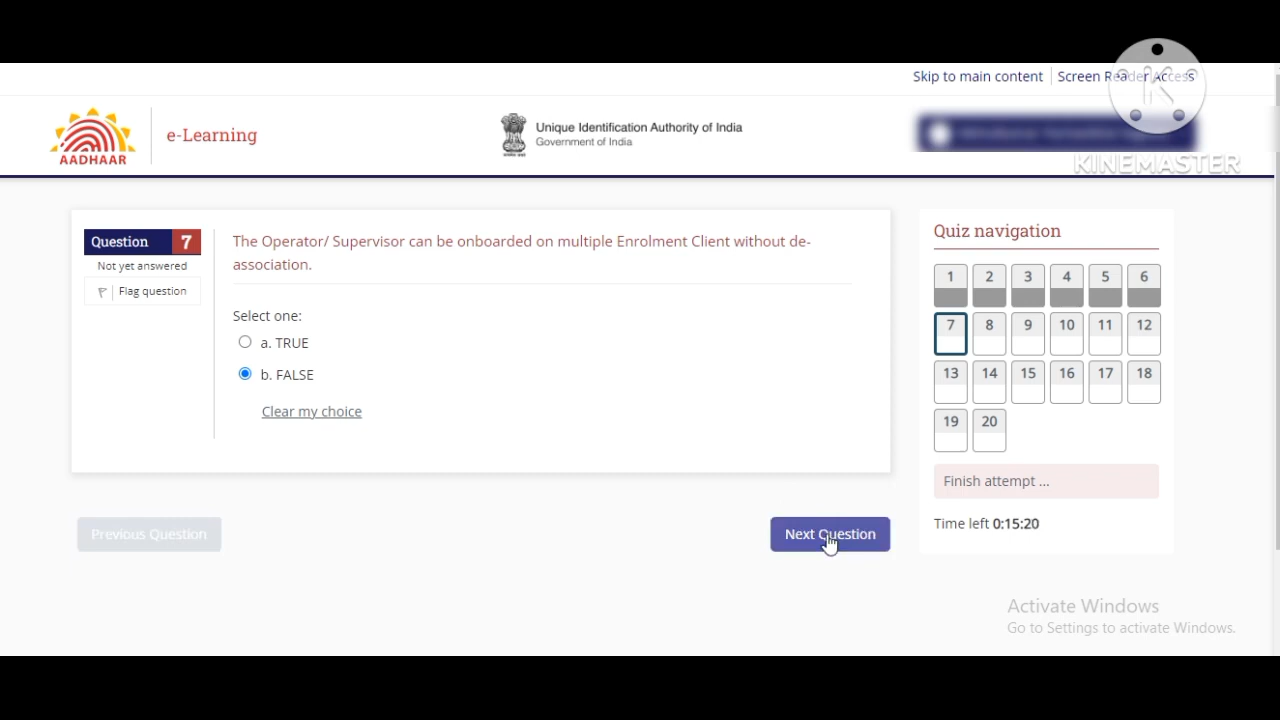 Skip to main content
Screen Reader Access
AADHAAR
e-Learning
Unique Identification Authority of India
Government of India
KINEMASTER
Question 7
Not yet answered
Flag question
The Operator/ Supervisor can be onboarded on multiple Enrolment Client without de-
association.
Select one:
a. TRUE
b. FALSE
Clear my choice
Previous Question
Next Question
Quiz navigation
1 2 3 4 5 6
7 8 9 10 11 12
13 14 15 16 17 18
19 20
Finish attempt ...
Time left 0:15:20
Activate Windows
Go to Settings to activate Windows.